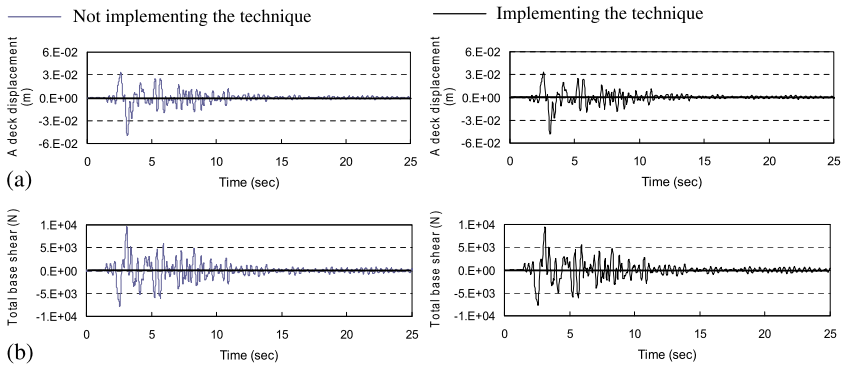 Not implementing the technique
Implementing the technique
A deck displacement (m)
6.E-02
3.E-02
0.E+00
-3.E-02
-6.E-02
0 5 10 15 20 25
Time (sec)
A deck displacement (m)
6.E-02
3.E-02
0.E+00
-3.E-02
-6.E-02
0 5 10 15 20 25
Time (sec)
(a)
Total base shear (N)
1.E+04
5.E+03
0.E+00
-5.E+03
-1.E+04
0 5 10 15 20 25
Time (sec)
Total base shear (N)
1.E+04
5.E+03
0.E+00
-5.E+03
-1.E+04
0 5 10 15 20 25
Time (sec)
(b)